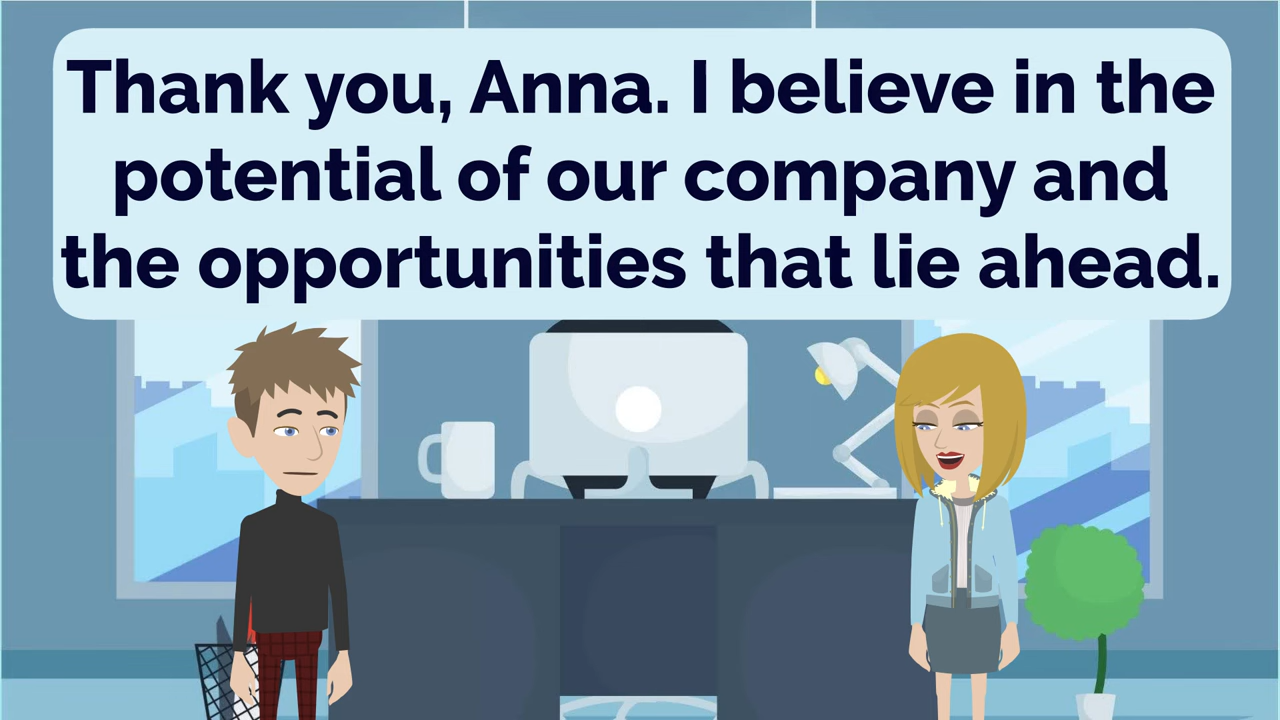 Thank you, Anna. I believe in the
potential of our company and
the opportunities that lie ahead.